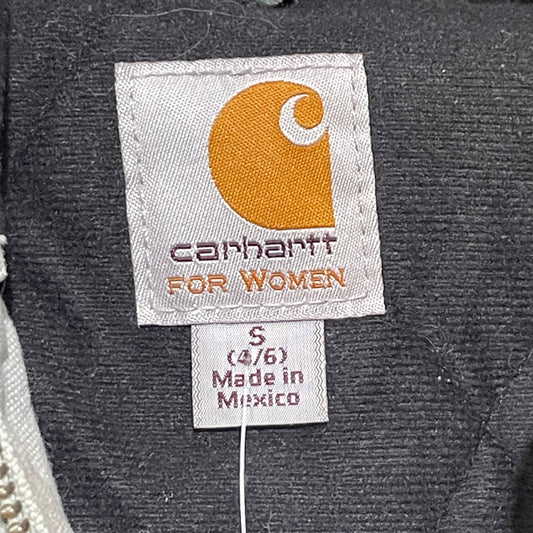 carhartt
FOR WOMEN
S
(4/6)
Made in
Mexico